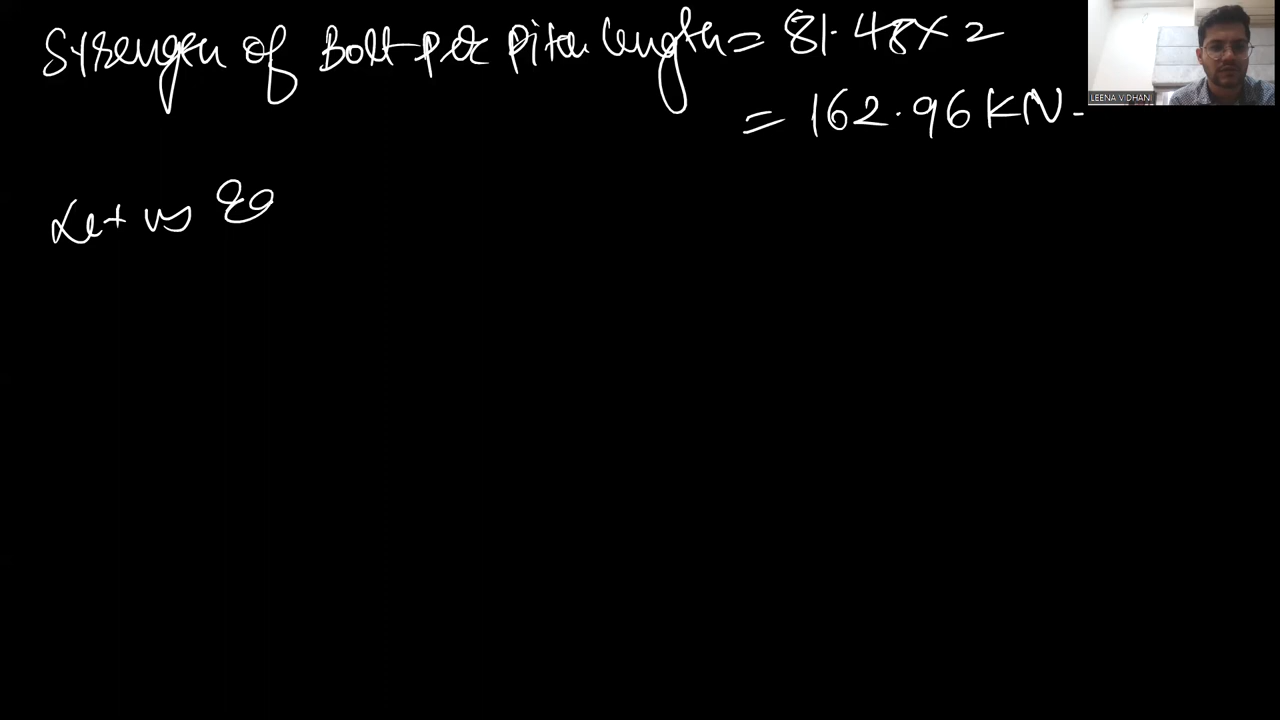 Strength of Bolt per pitch length = 81.48 x 2
= 162.96 KN.
Let us
LEENA VIDHANI